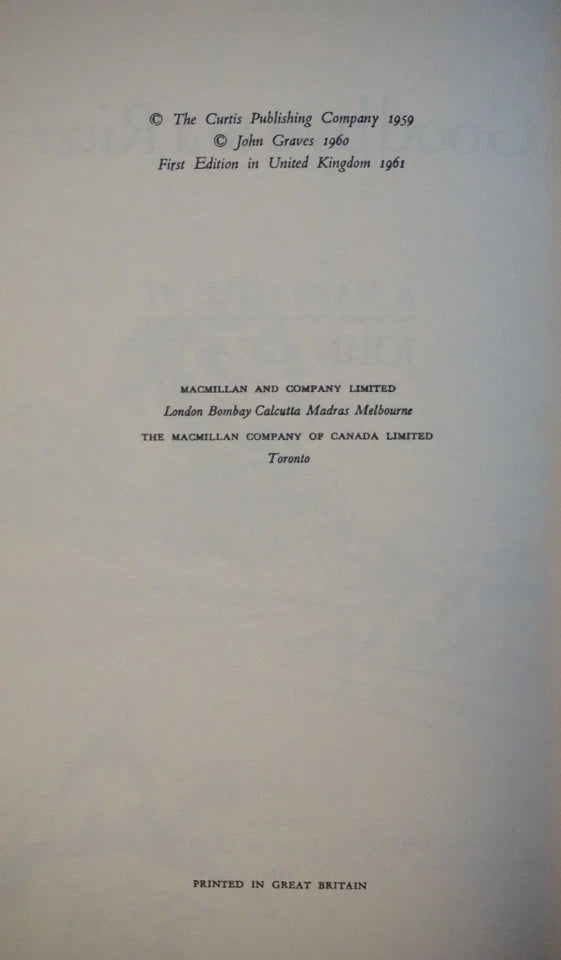 © The Curtis Publishing Company 1959
© John Graves 1960
First Edition in United Kingdom 1961
MACMILLAN AND COMPANY LIMITED
London Bombay Calcutta Madras Melbourne
THE MACMILLAN COMPANY OF CANADA LIMITED
Toronto
PRINTED IN GREAT BRITAIN